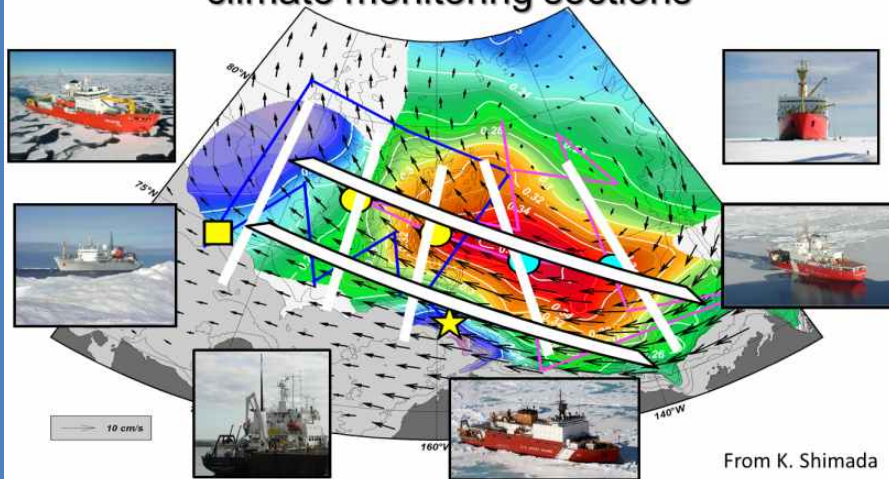 climate monitoring sections
80°N
75°N
0.26
0.32
0.34
0.26
10 cm/s
160°W
140°W
From K. Shimada